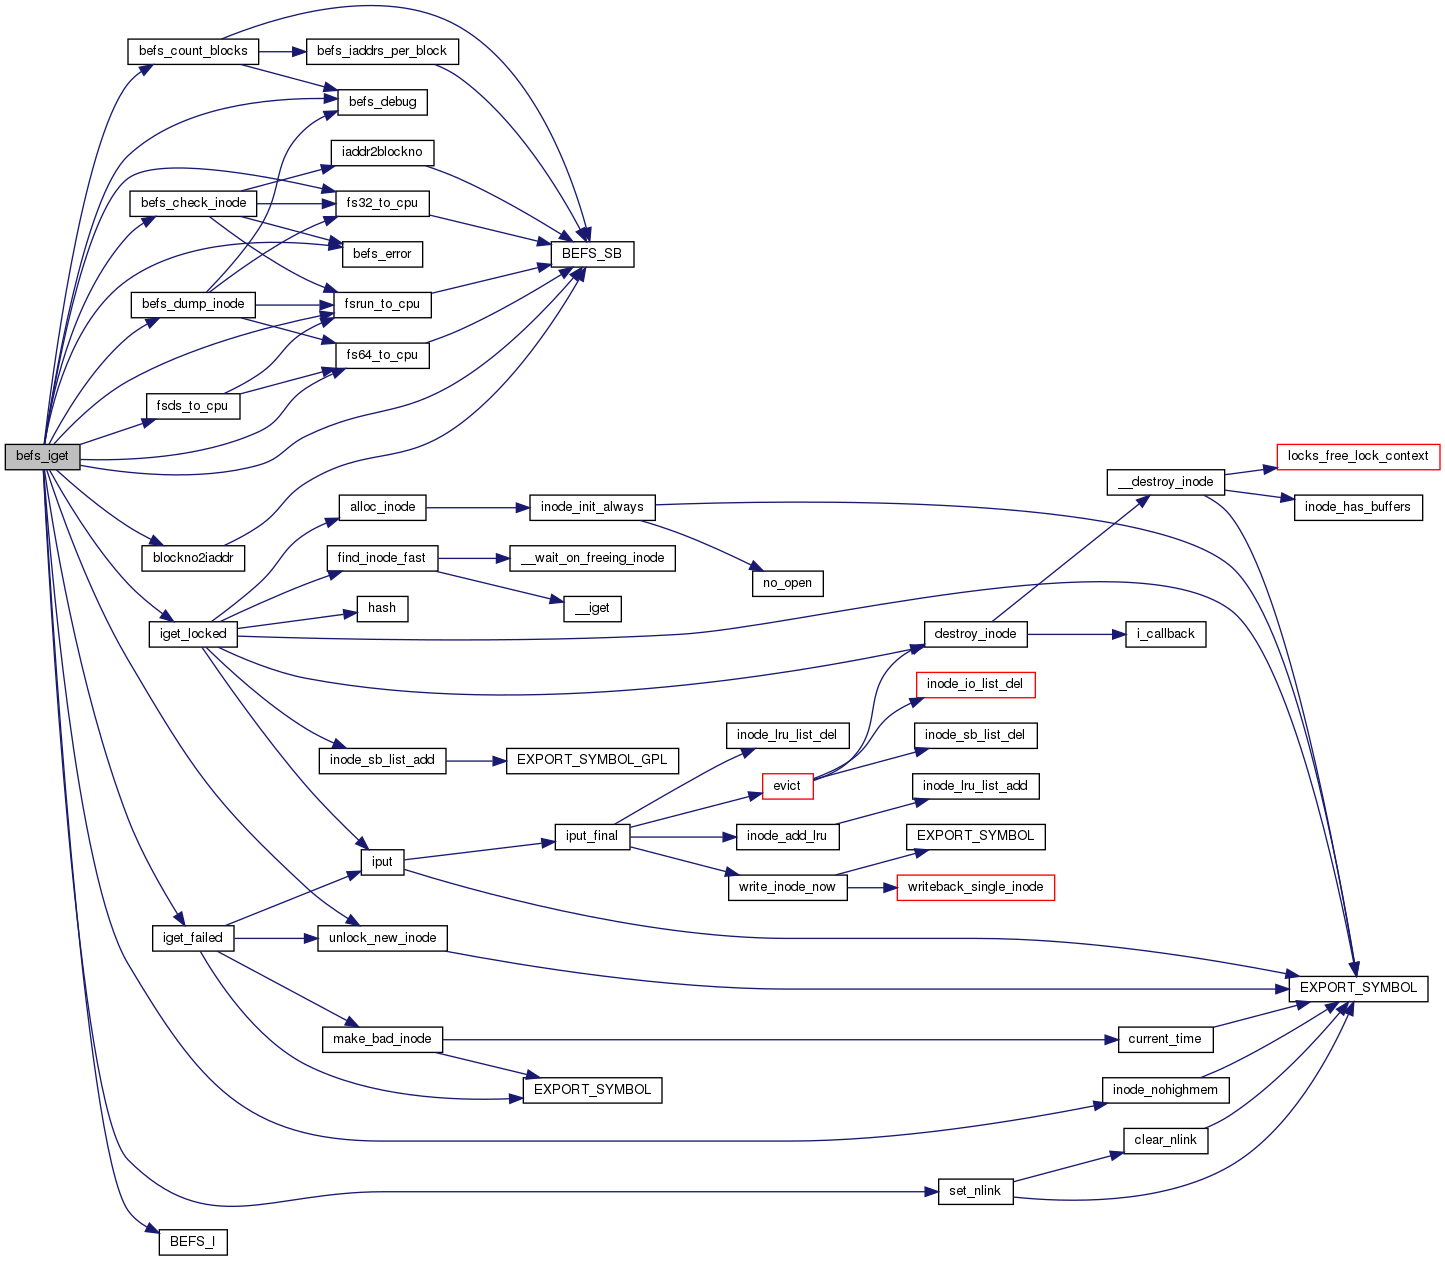 befs_count_blocks
befs_iaddrs_per_block
befs_debug
iaddr2blockno
befs_check_inode
fs32_to_cpu
befs_error
BEFS_SB
befs_dump_inode
fsrun_to_cpu
fs64_to_cpu
fsds_to_cpu
befs_iget
locks_free_lock_context
__destroy_inode
inode_has_buffers
alloc_inode
inode_init_always
blockno2iaddr
find_inode_fast
__wait_on_freeing_inode
no_open
hash
__iget
iget_locked
destroy_inode
i_callback
inode_io_list_del
inode_lru_list_del
inode_sb_list_del
inode_sb_list_add
EXPORT_SYMBOL_GPL
evict
inode_lru_list_add
iput_final
inode_add_lru
EXPORT_SYMBOL
iput
write_inode_now
writeback_single_inode
iget_failed
unlock_new_inode
EXPORT_SYMBOL
make_bad_inode
current_time
EXPORT_SYMBOL
inode_nohighmem
clear_nlink
set_nlink
BEFS_I